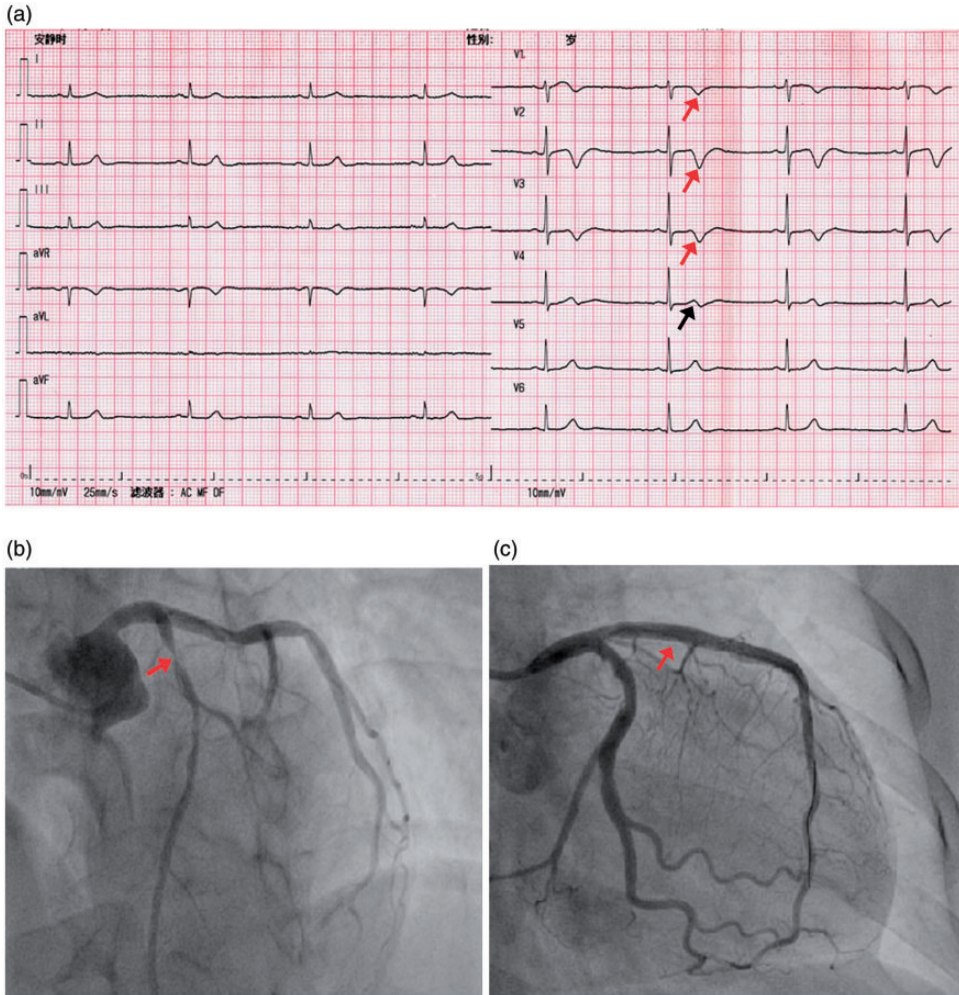 (a)
安静时
性别: 岁
I
II
III
aVR
aVL
aVF
V1
V2
V3
V4
V5
V6
10mm/mV 25mm/s 滤波器 : AC MF DF
10mm/mV
(b)
(c)